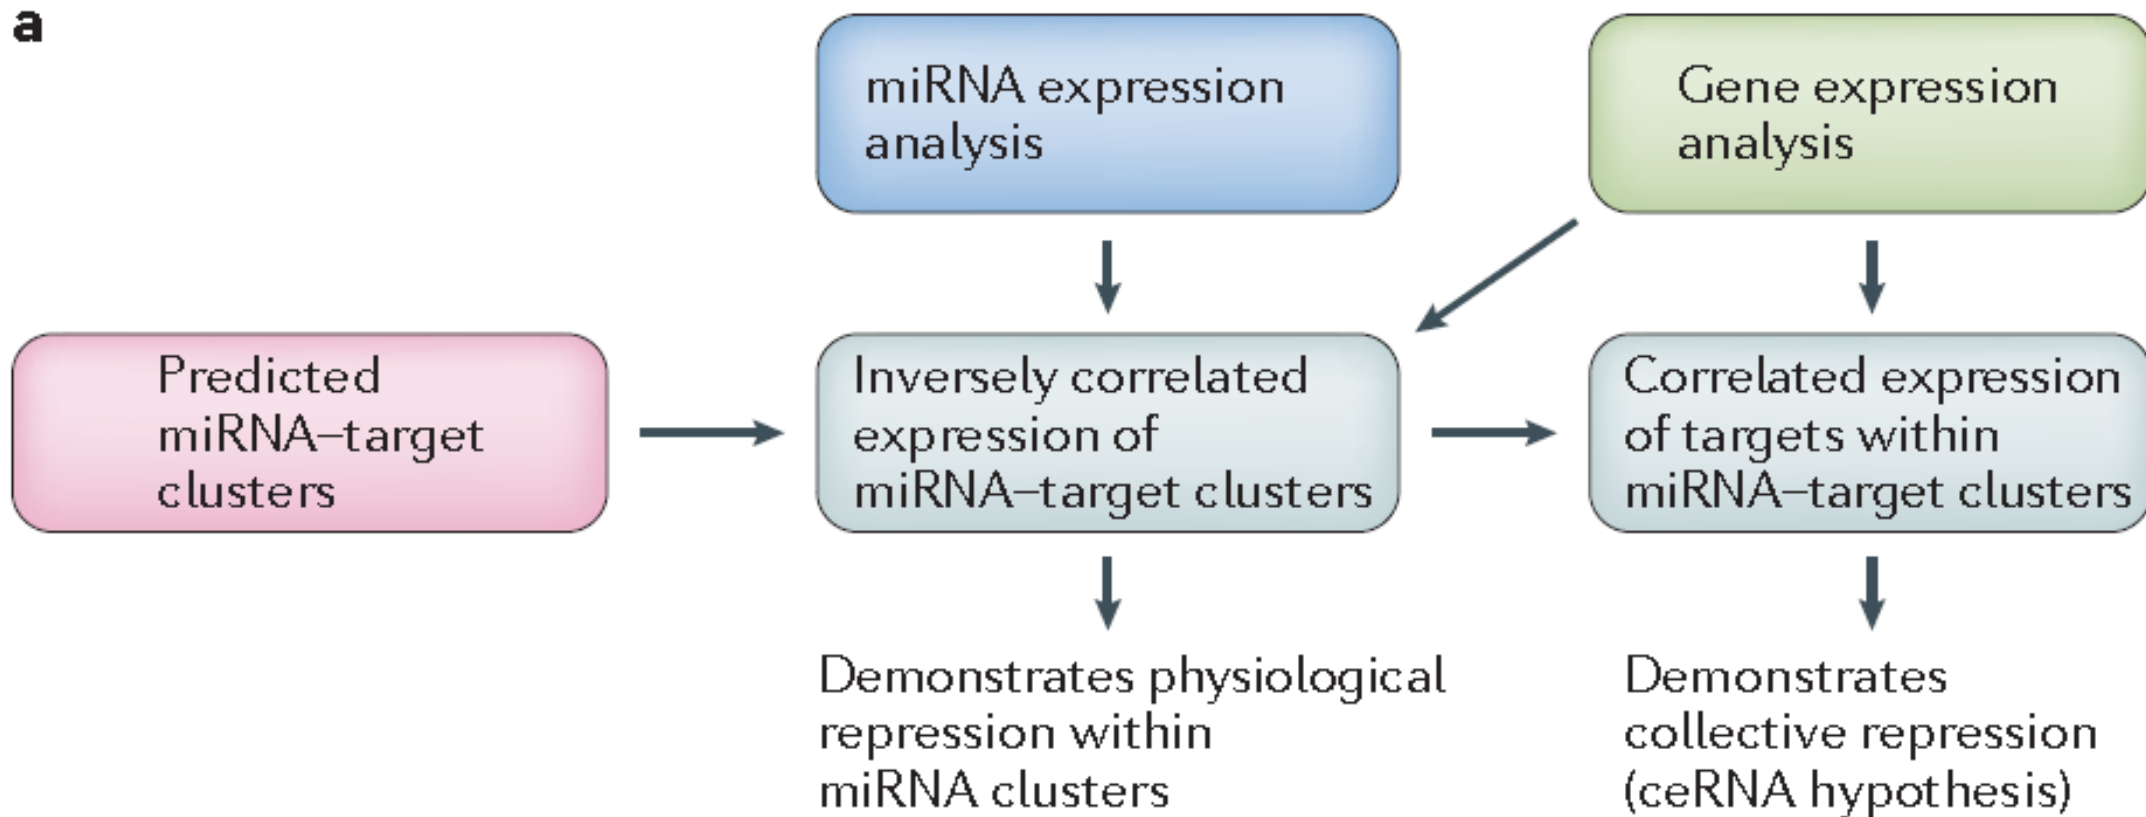 a
miRNA expression
analysis
Gene expression
analysis
Predicted
miRNA–target
clusters
Inversely correlated
expression of
miRNA–target clusters
Correlated expression
of targets within
miRNA–target clusters
Demonstrates physiological
repression within
miRNA clusters
Demonstrates
collective repression
(ceRNA hypothesis)